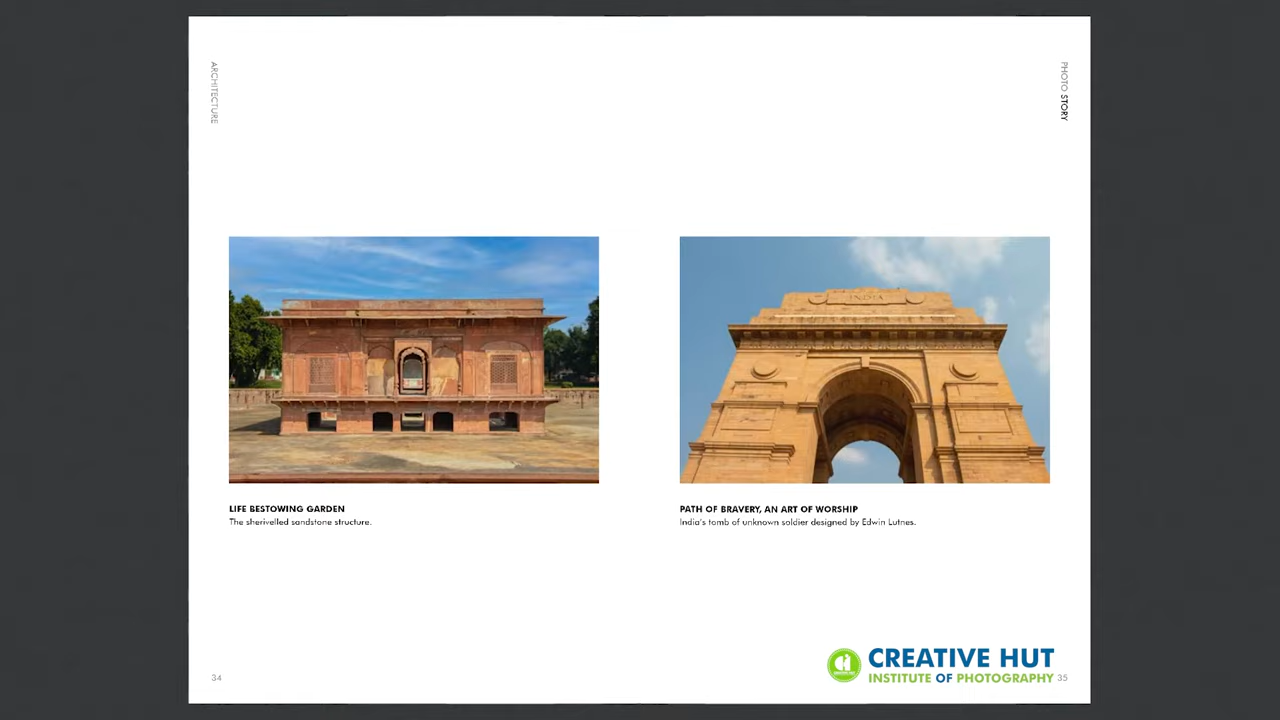 ARCHITECTURE
PHOTO STORY
INDIA
LIFE BESTOWING GARDEN
The sherivelled sandstone structure.
PATH OF BRAVERY, AN ART OF WORSHIP
India's tomb of unknown soldier designed by Edwin Lutnes.
CREATIVE HUT
INSTITUTE OF PHOTOGRAPHY
34
35